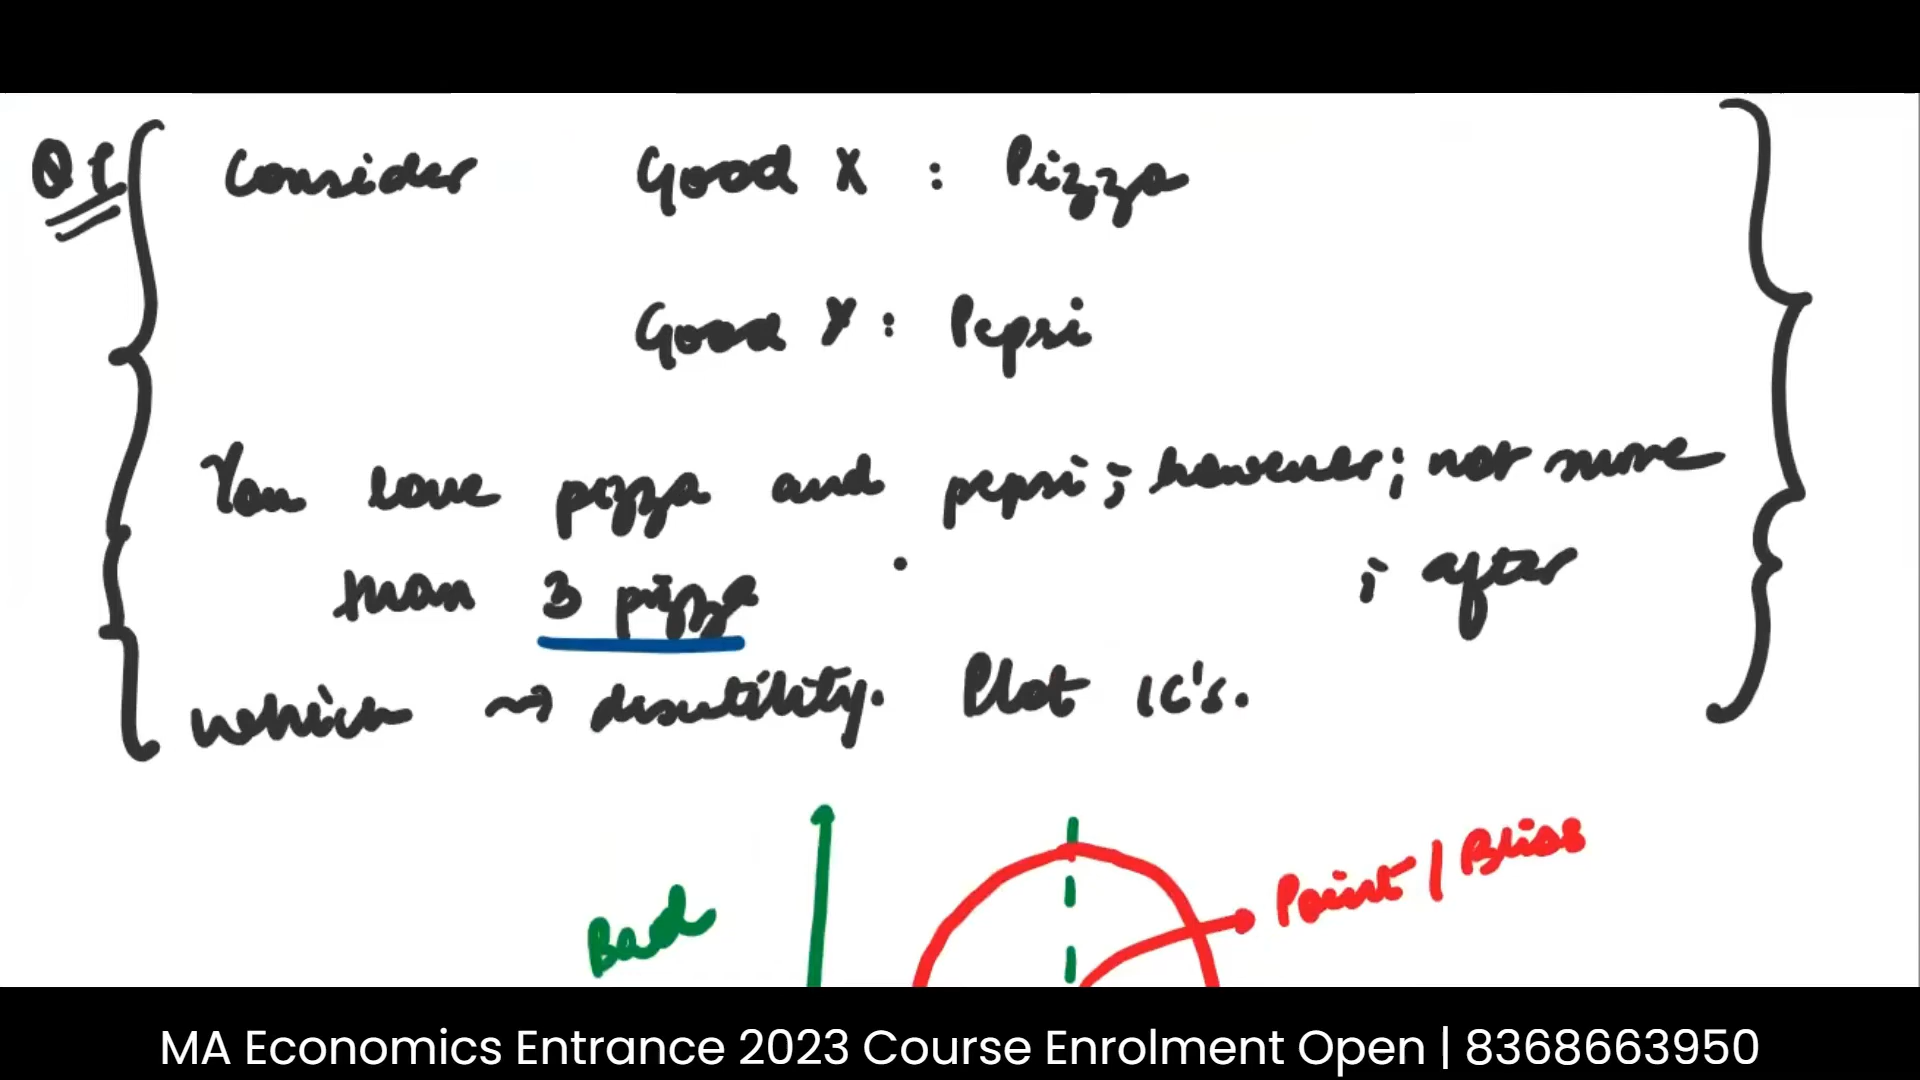 Q1 Consider Good X : Pizza
Good Y : Pepsi
You love pizza and pepsi; however; not more
than 3 pizza ; after
which ⇝ disutility. Plot IC's.
Bad Point / Bliss
MA Economics Entrance 2023 Course Enrolment Open | 8368663950